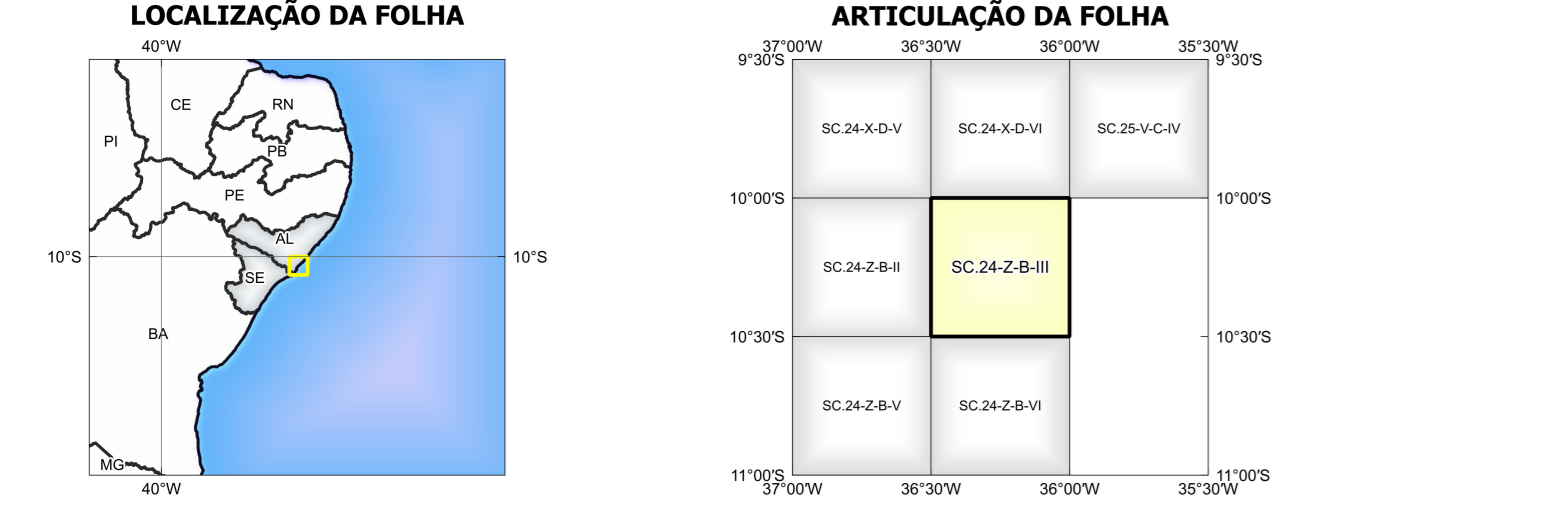 LOCALIZAÇÃO DA FOLHA
40°W
CE
RN
PI
PB
PE
AL
10°S
10°S
SE
BA
MG
40°W
ARTICULAÇÃO DA FOLHA
37°00'W 36°30'W 36°00'W 35°30'W
9°30'S 9°30'S
SC.24-X-D-V SC.24-X-D-VI SC.25-V-C-IV
10°00'S 10°00'S
SC.24-Z-B-II SC.24-Z-B-III
10°30'S 10°30'S
SC.24-Z-B-V SC.24-Z-B-VI
11°00'S 11°00'S
37°00'W 36°30'W 36°00'W 35°30'W